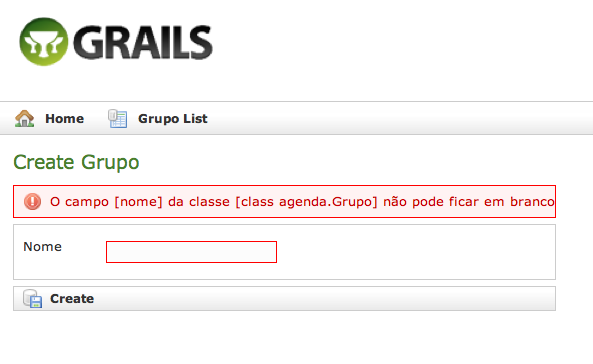 GRAILS
Home Grupo List
Create Grupo
O campo [nome] da classe [class agenda.Grupo] não pode ficar em branco
Nome
Create